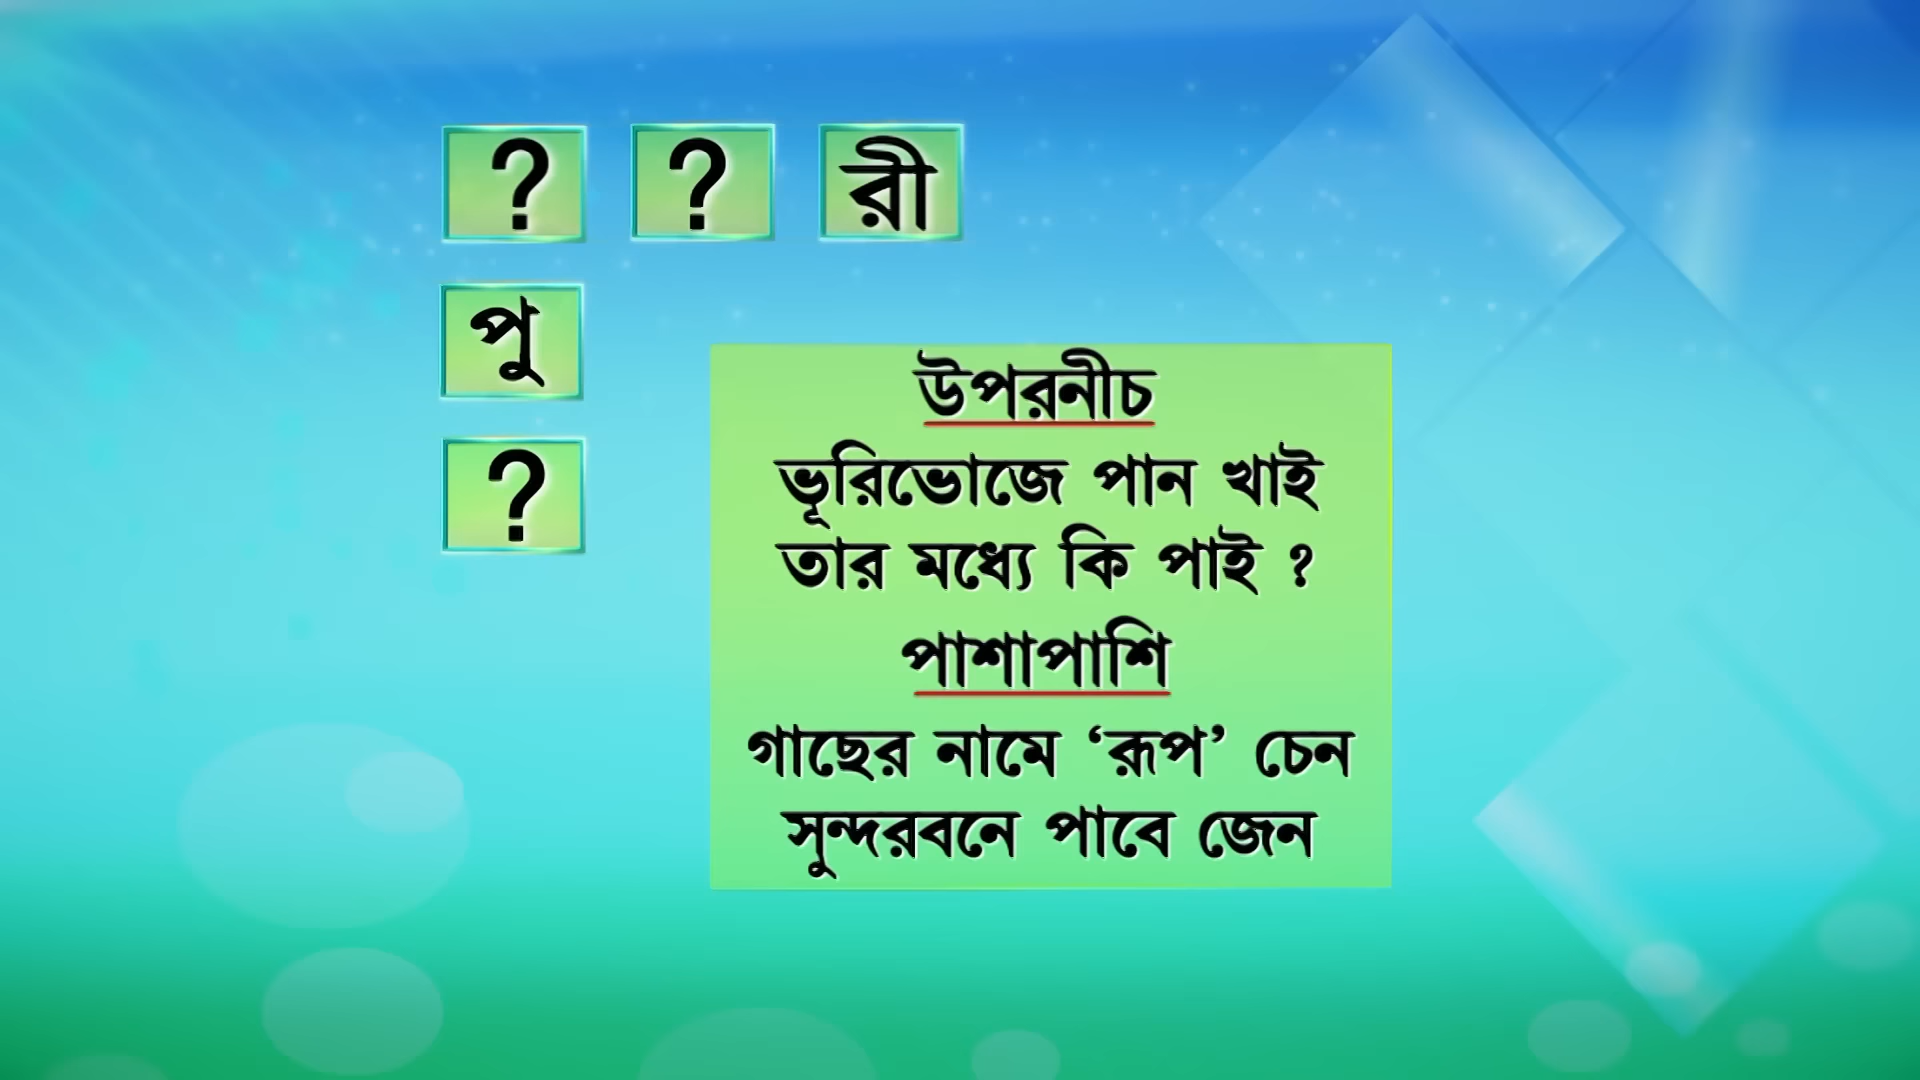 ? ? রী
পু
?
উপরনীচ
ভূরিভোজে পান খাই
তার মধ্যে কি পাই ?
পাশাপাশি
গাছের নামে ‘রূপ’ চেন
সুন্দরবনে পাবে জেন